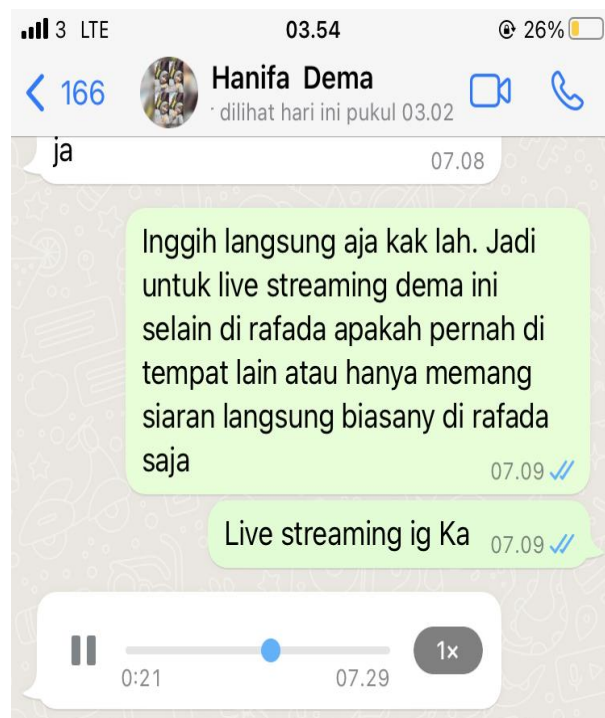 3 LTE 03.54 26%
166 Hanifa Dema
dilihat hari ini pukul 03.02
ja
07.08
Inggih langsung aja kak lah. Jadi
untuk live streaming dema ini
selain di rafada apakah pernah di
tempat lain atau hanya memang
siaran langsung biasany di rafada
saja
07.09
Live streaming ig Ka 07.09
1×
0:21 07.29